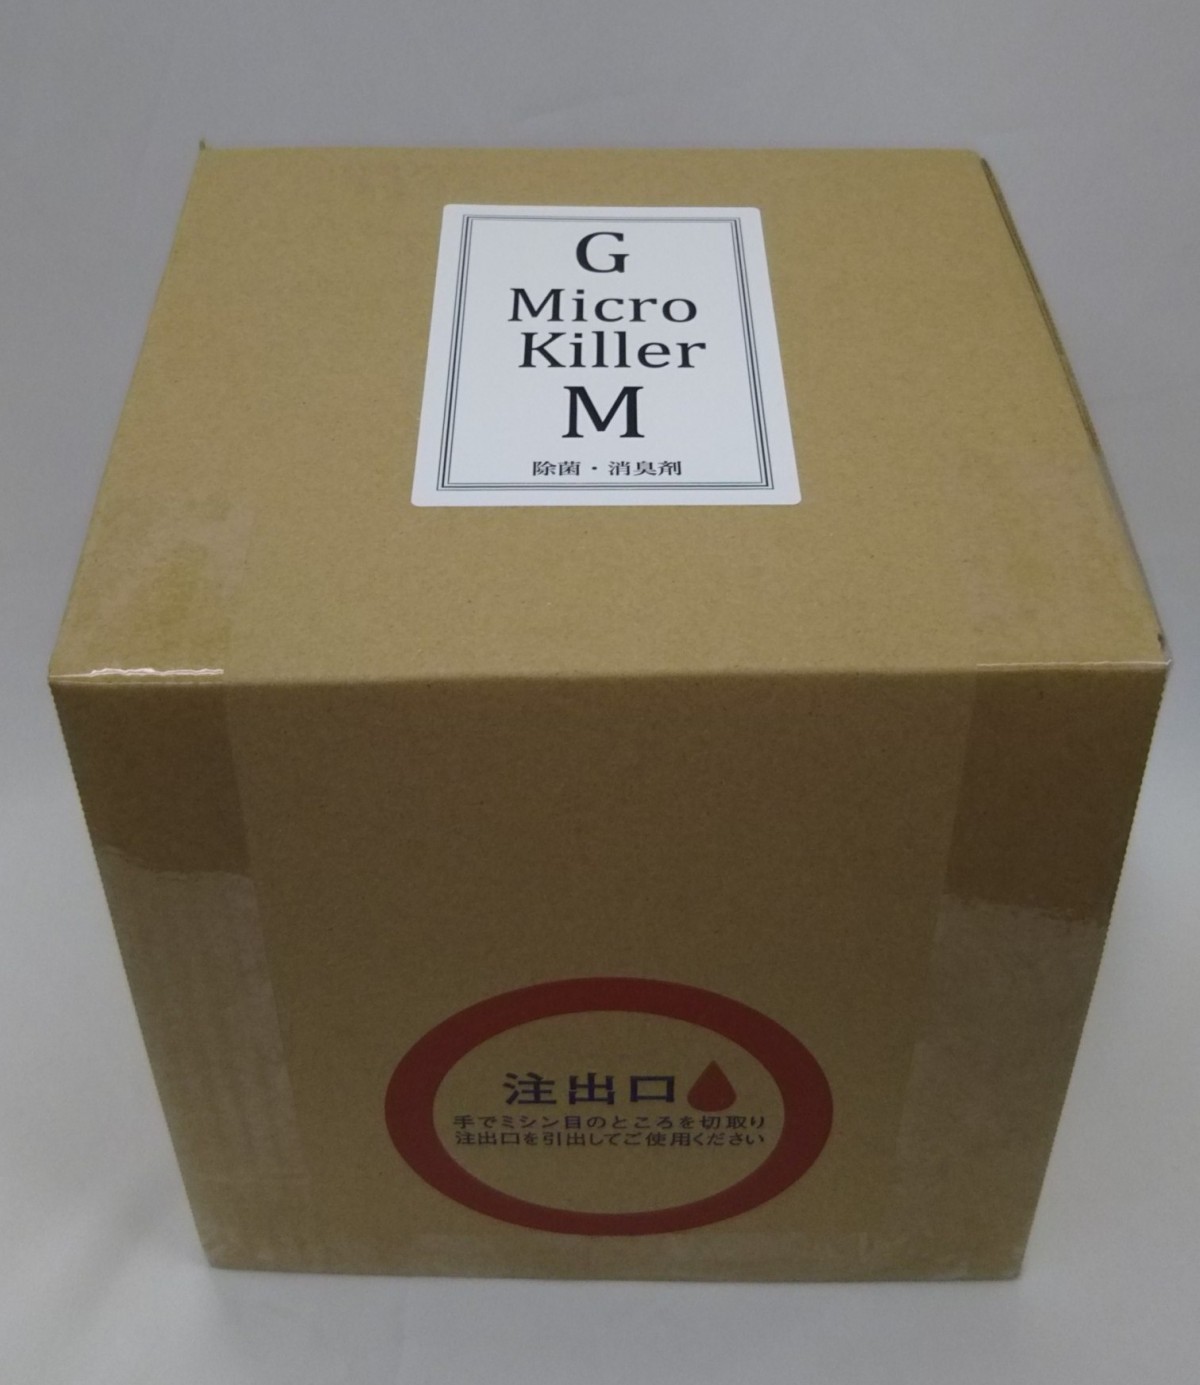 G
Micro
Killer
M
除菌・消臭剤
注出口
手でミシン目のところを切取り
注出口を引出してご使用ください